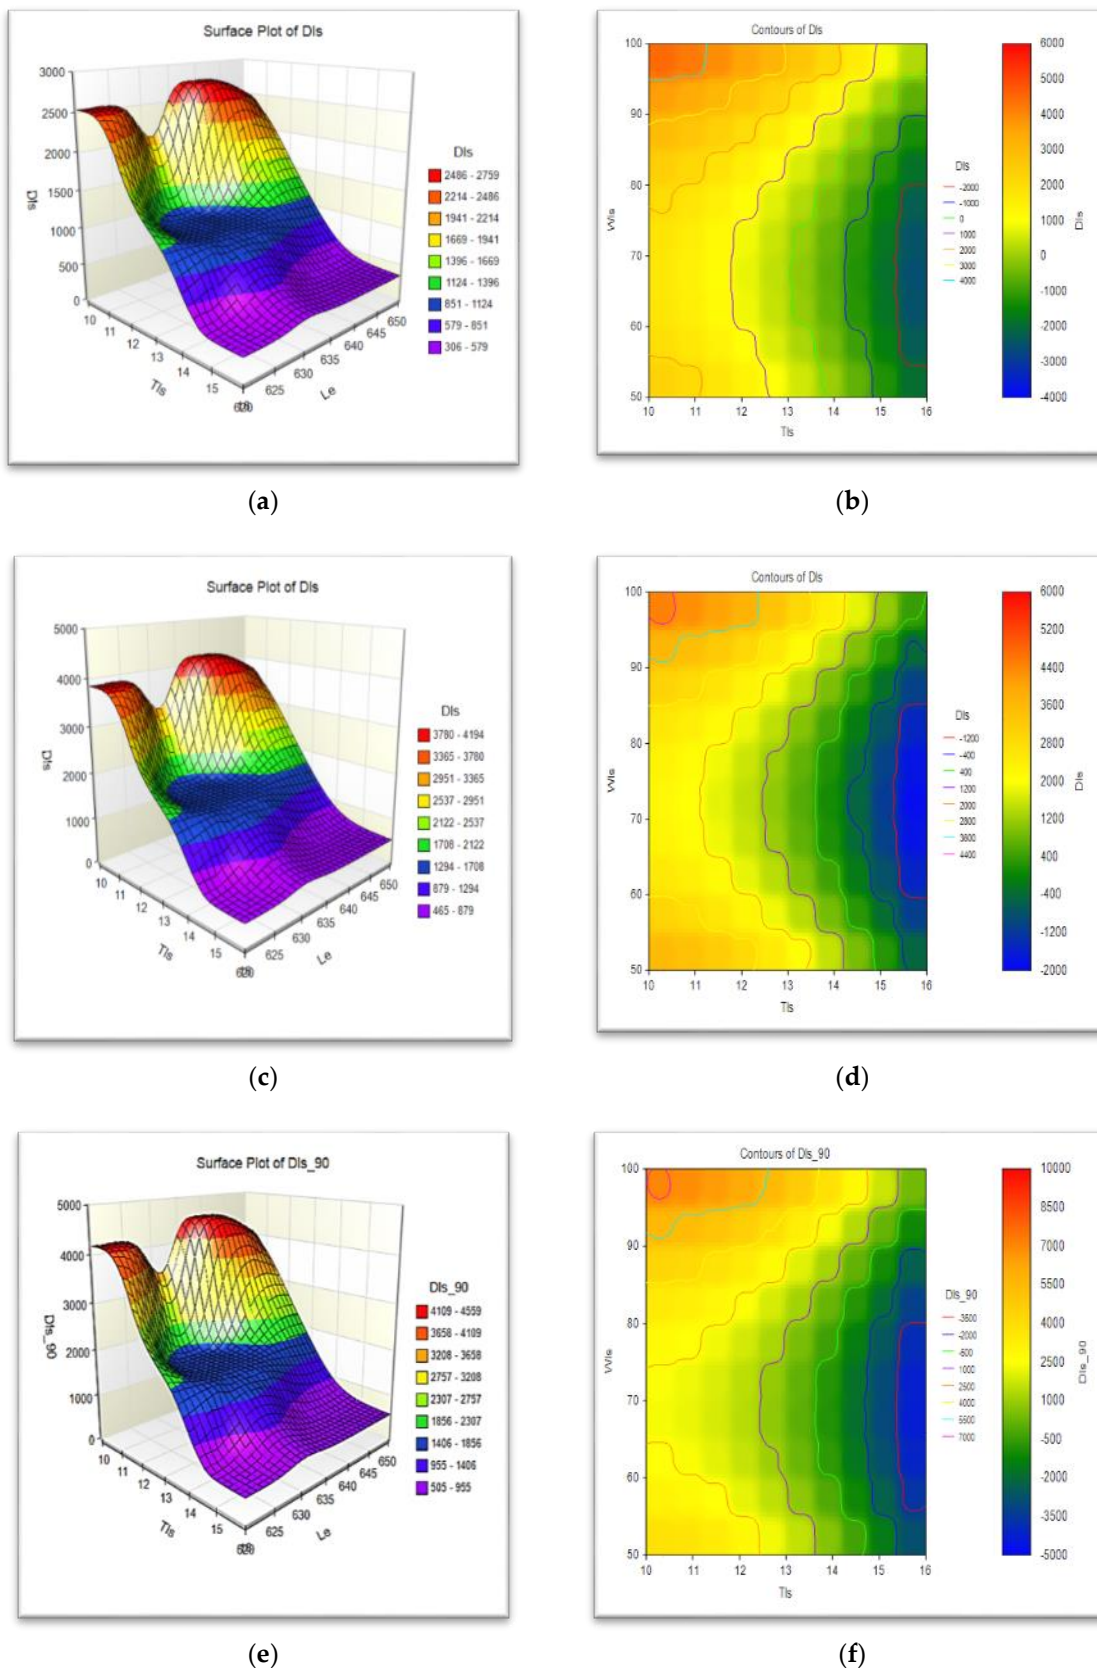 Surface Plot of Dls
3000
2500
2000
1500
1000
500
0
Dls
10
11
12
13
14
15
Tls
625
630
635
640
645
650
Le
Dls
2486 - 2759
2214 - 2486
1941 - 2214
1669 - 1941
1396 - 1669
1124 - 1396
851 - 1124
579 - 851
306 - 579
(a)
Contours of Dls
100
90
80
70
60
50
Wls
10
11
12
13
14
15
16
Tls
Dls
-2000
-1000
0
1000
2000
3000
4000
6000
5000
4000
3000
2000
1000
0
-1000
-2000
-3000
-4000
Dls
(b)
Surface Plot of Dls
5000
4000
3000
2000
1000
0
Dls
10
11
12
13
14
15
Tls
625
630
635
640
645
650
Le
Dls
3780 - 4194
3365 - 3780
2951 - 3365
2537 - 2951
2122 - 2537
1708 - 2122
1294 - 1708
879 - 1294
465 - 879
(c)
Contours of Dls
100
90
80
70
60
50
Wls
10
11
12
13
14
15
16
Tls
Dls
-1200
-400
400
1200
2000
2800
3600
4400
6000
5200
4400
3600
2800
2000
1200
400
-400
-1200
-2000
Dls
(d)
Surface Plot of Dls_90
5000
4000
3000
2000
1000
0
Dls_90
10
11
12
13
14
15
Tls
625
630
635
640
645
650
Le
Dls_90
4109 - 4559
3658 - 4109
3208 - 3658
2757 - 3208
2307 - 2757
1856 - 2307
1406 - 1856
955 - 1406
505 - 955
(e)
Contours of Dls_90
100
90
80
70
60
50
Wls
10
11
12
13
14
15
16
Tls
Dls_90
-3500
-2000
-500
1000
2500
4000
5500
7000
10000
8500
7000
5500
4000
2500
1000
-500
-2000
-3500
-5000
Dls_90
(f)